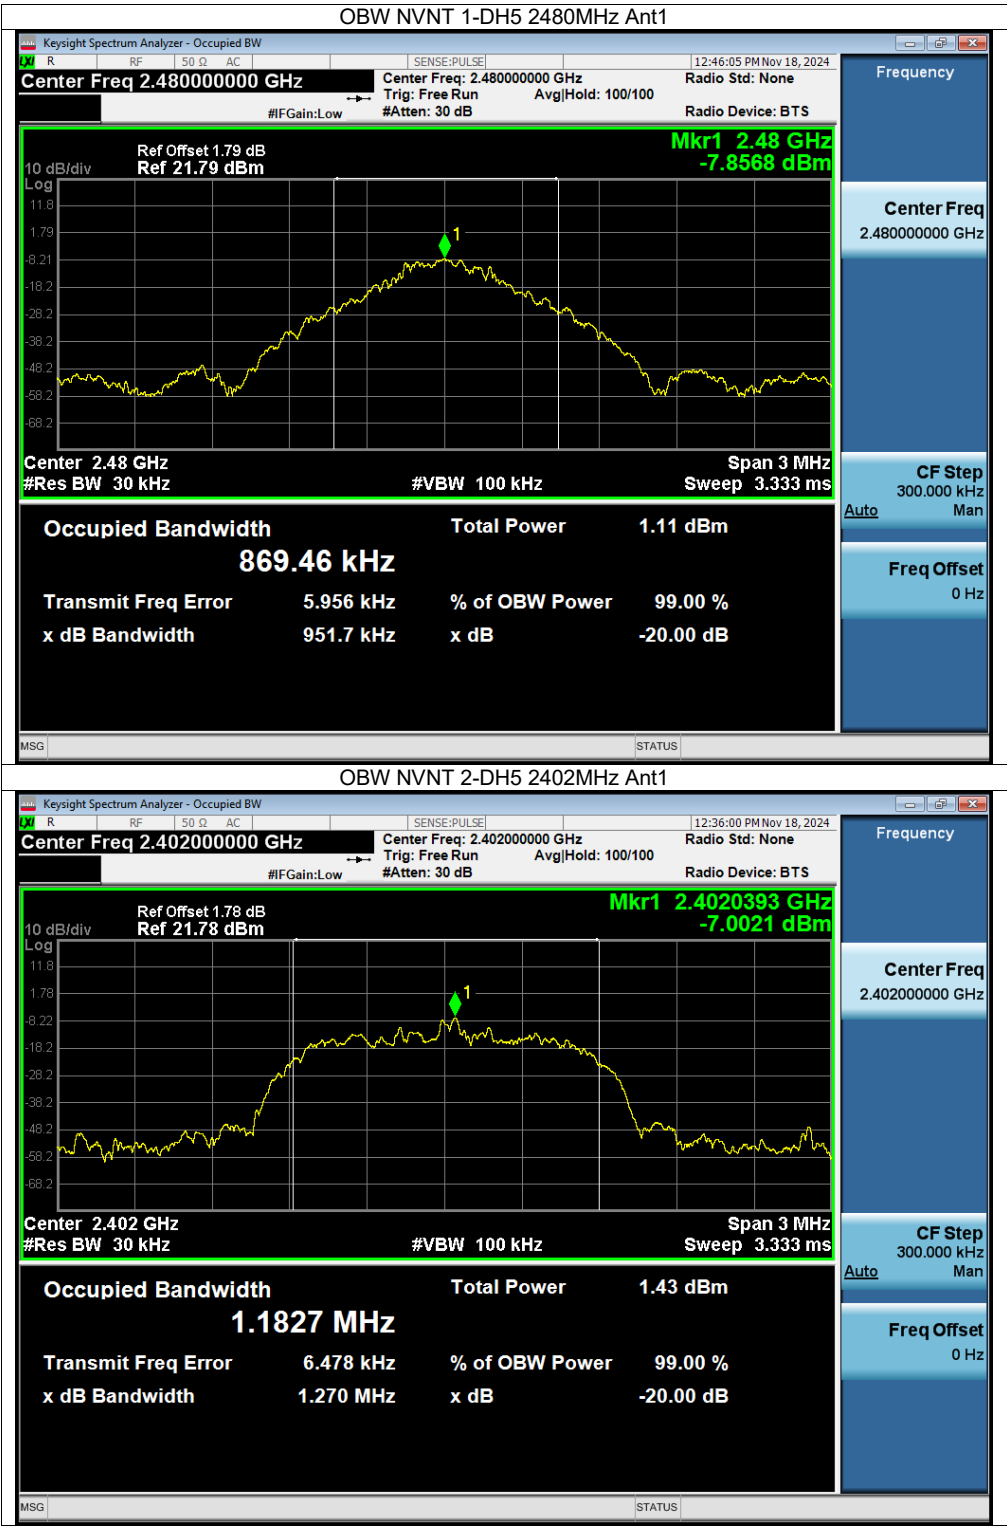 OBW NVNT 1-DH5 2480MHz Ant1
Keysight Spectrum Analyzer - Occupied BW
LXI R RF 50 Ω AC SENSE:PULSE 12:46:05 PM Nov 18, 2024
Center Freq 2.480000000 GHz
Center Freq: 2.480000000 GHz
Radio Std: None
Trig: Free Run Avg|Hold: 100/100
#IFGain:Low
#Atten: 30 dB
Radio Device: BTS
Frequency
Mkr1 2.48 GHz
-7.8568 dBm
Ref Offset 1.79 dB
10 dB/div Ref 21.79 dBm
Log
11.8
1.79
-8.21
-18.2
-28.2
-38.2
-48.2
-58.2
-68.2
1
Center Freq
2.480000000 GHz
Center 2.48 GHz Span 3 MHz
#Res BW 30 kHz #VBW 100 kHz Sweep 3.333 ms
CF Step
300.000 kHz
Auto Man
Occupied Bandwidth Total Power 1.11 dBm
869.46 kHz
Transmit Freq Error 5.956 kHz % of OBW Power 99.00 %
x dB Bandwidth 951.7 kHz x dB -20.00 dB
Freq Offset
0 Hz
MSG STATUS
OBW NVNT 2-DH5 2402MHz Ant1
Keysight Spectrum Analyzer - Occupied BW
LXI R RF 50 Ω AC SENSE:PULSE 12:36:00 PM Nov 18, 2024
Center Freq 2.402000000 GHz
Center Freq: 2.402000000 GHz
Radio Std: None
Trig: Free Run Avg|Hold: 100/100
#IFGain:Low
#Atten: 30 dB
Radio Device: BTS
Frequency
Mkr1 2.4020393 GHz
-7.0021 dBm
Ref Offset 1.78 dB
10 dB/div Ref 21.78 dBm
Log
11.8
1.78
-8.22
-18.2
-28.2
-38.2
-48.2
-58.2
-68.2
1
Center Freq
2.402000000 GHz
Center 2.402 GHz Span 3 MHz
#Res BW 30 kHz #VBW 100 kHz Sweep 3.333 ms
CF Step
300.000 kHz
Auto Man
Occupied Bandwidth Total Power 1.43 dBm
1.1827 MHz
Transmit Freq Error 6.478 kHz % of OBW Power 99.00 %
x dB Bandwidth 1.270 MHz x dB -20.00 dB
Freq Offset
0 Hz
MSG STATUS